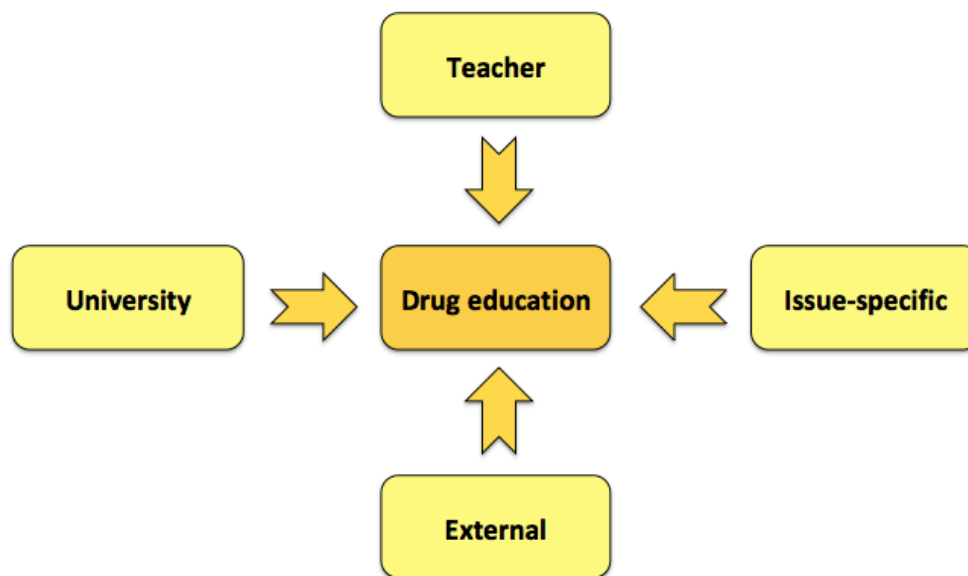 Teacher
University
Drug education
Issue-specific
External